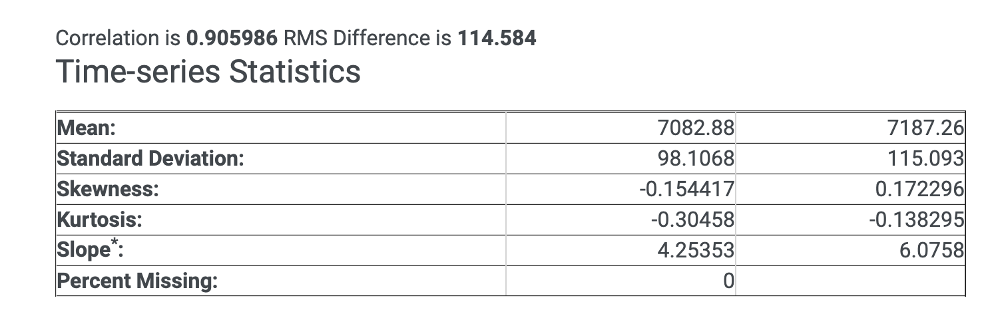 Correlation is 0.905986 RMS Difference is 114.584
Time-series Statistics
Mean: 7082.88 7187.26
Standard Deviation: 98.1068 115.093
Skewness: -0.154417 0.172296
Kurtosis: -0.30458 -0.138295
Slope*: 4.25353 6.0758
Percent Missing: 0